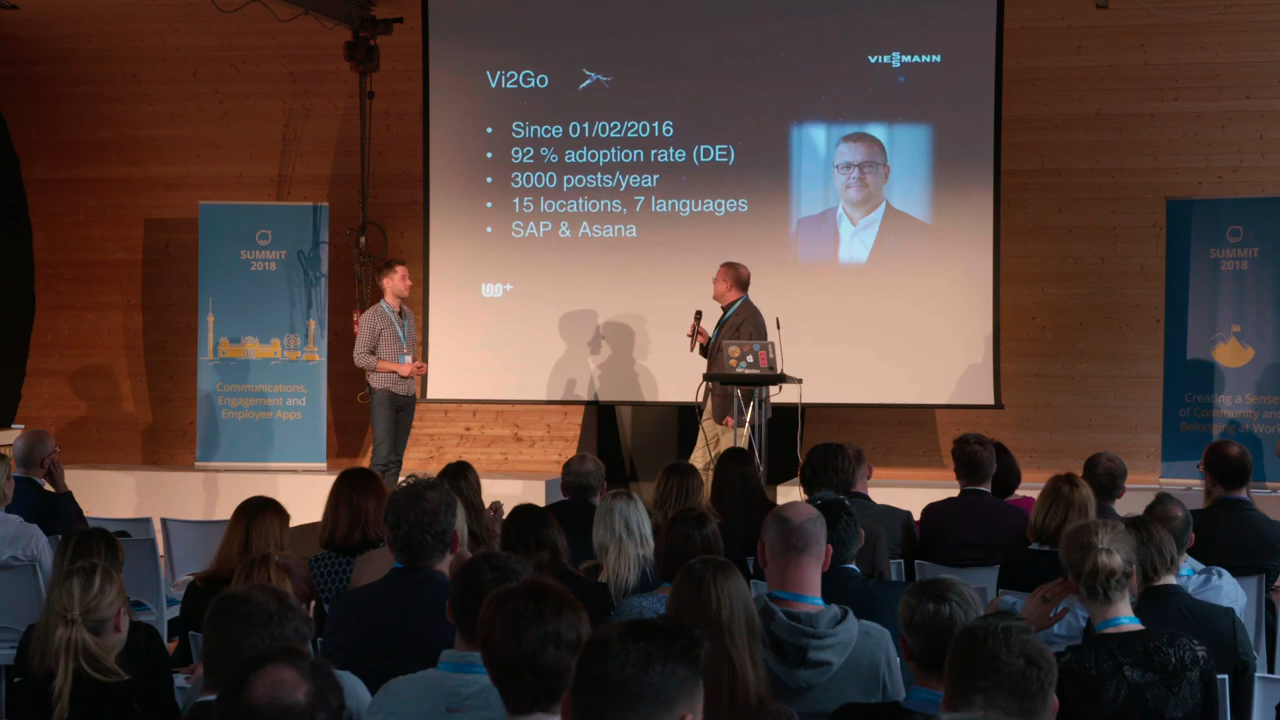 Vi2Go
VIESSMANN
• Since 01/02/2016
• 92 % adoption rate (DE)
• 3000 posts/year
• 15 locations, 7 languages
• SAP & Asana
SUMMIT
2018
Communications,
Engagement and
Employee Apps
SUMMIT
2018
Creating a Sense
of Community and
Belonging at Work